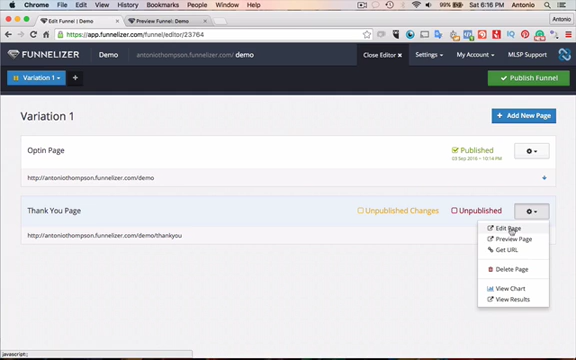 Chrome File Edit View History Bookmarks People Window 99% Sat 6:16 PM Antonio
Edit Funnel | Demo Preview Funnel: Demo Antonio
https://app.funnelizer.com/funnel/editor/23764
FUNNELIZER Demo antoniothompson.funnelizer.com/ demo Close Editor Settings My Account MLSP Support
Variation 1 + Publish Funnel
Variation 1 + Add New Page
Optin Page Published
03 Sep 2016 - 10:14 PM
http://antoniothompson.funnelizer.com/demo
Thank You Page Unpublished Changes Unpublished
http://antoniothompson.funnelizer.com/demo/thankyou
Edit Page
Preview Page
Get URL
Delete Page
View Chart
View Results
javascript:;